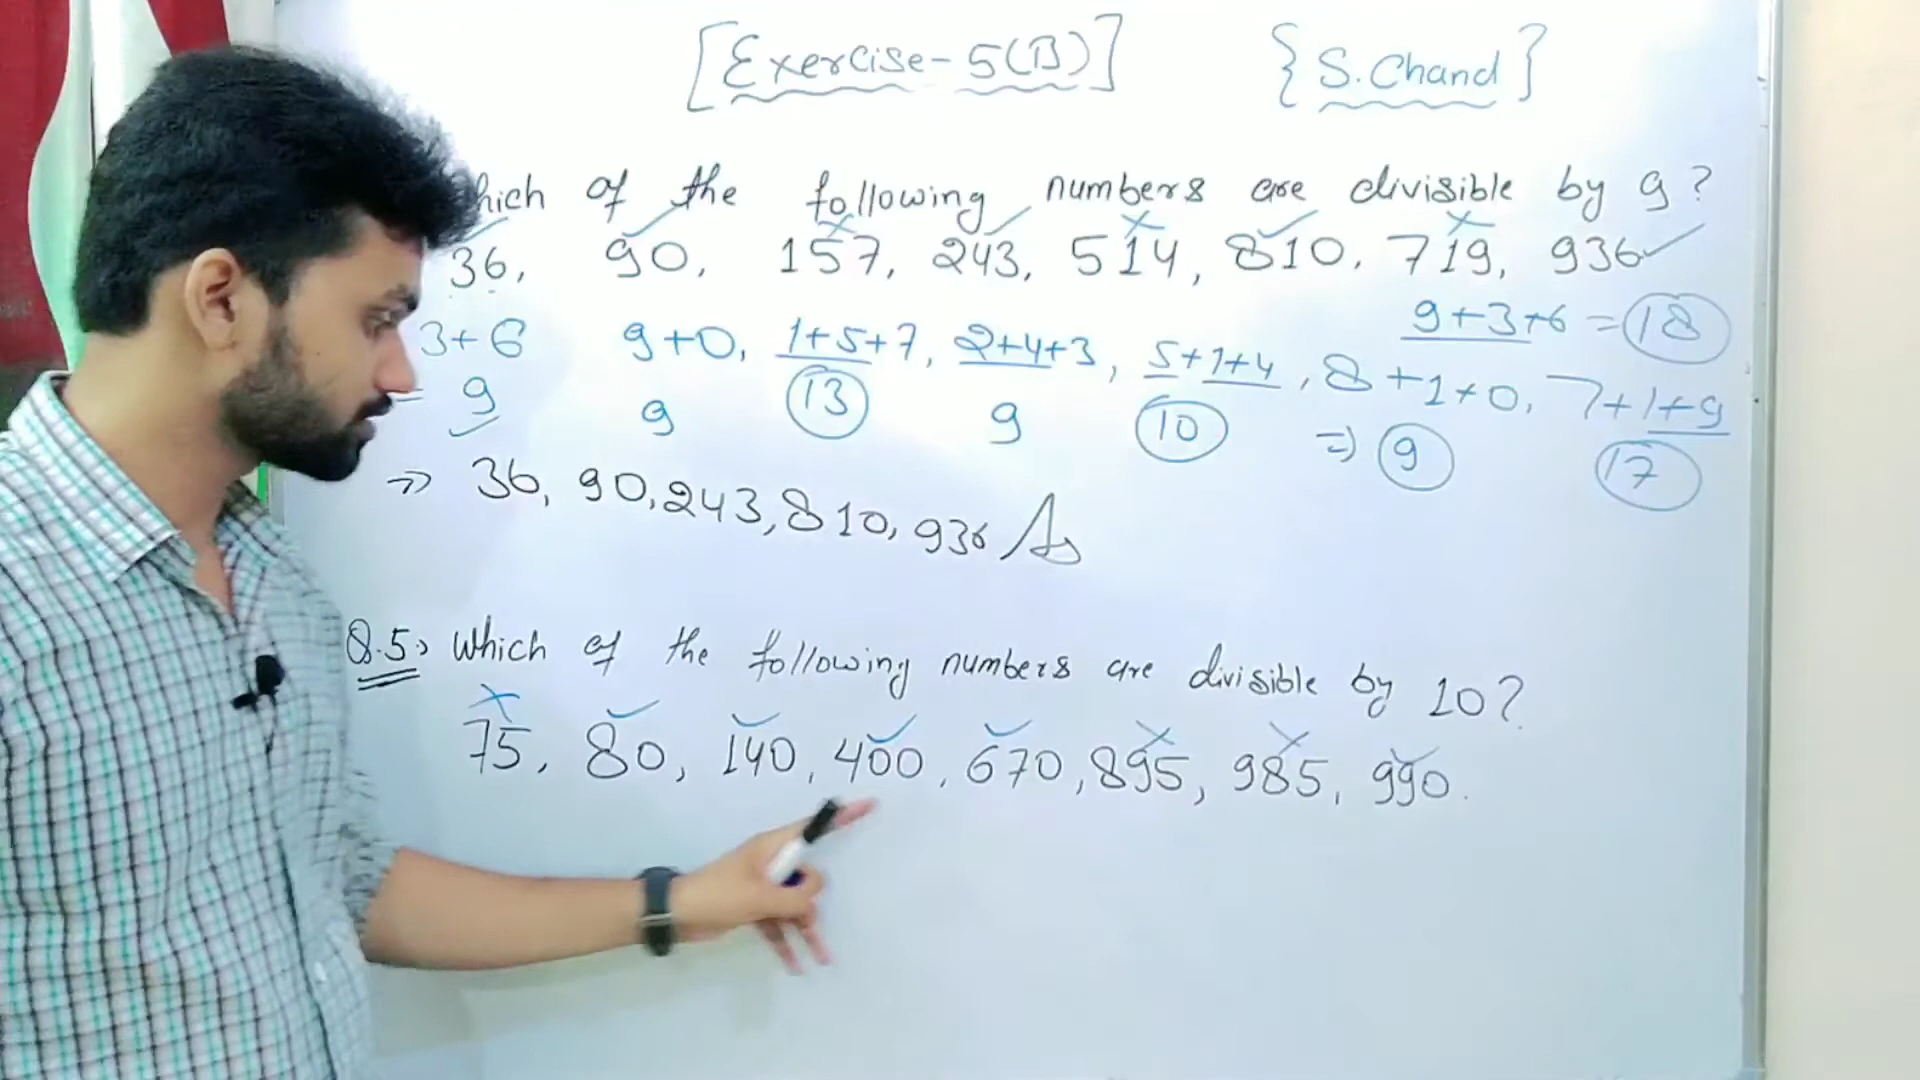 [Exercise-5(B)] {S.Chand}
of the following numbers are divisible by 9?
36, 90, 157, 243, 514, 810, 719, 936
9+3+6 = 18
3+6 9+0, 1+5+7, 2+4+3, 5+1+4, 8+1+0, 7+1+9
= 9 9 13 9 10 => 9 17
=> 36, 90, 243, 810, 936 As
Q.5> Which of the following numbers are divisible by 10?
75, 80, 140, 400, 670, 895, 985, 990.